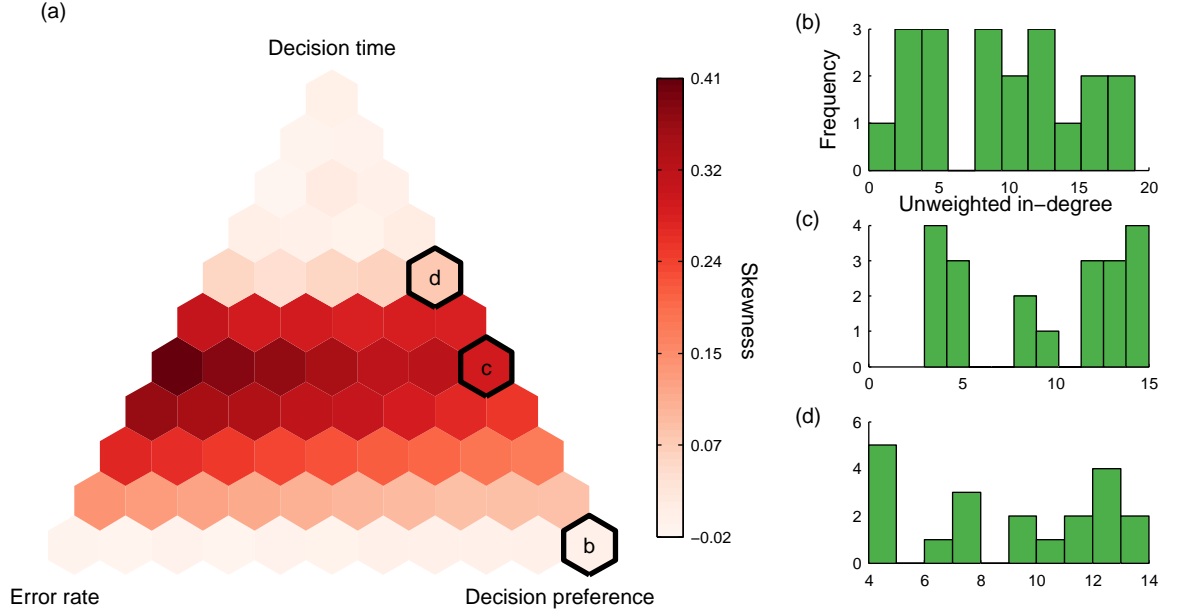 (a)
Decision time
d
c
b
Error rate
Decision preference
0.41
0.32
0.24
0.15
0.07
−0.02
Skewness
(b)
Frequency
3
2
1
0
0 5 10 15 20
Unweighted in−degree
(c)
4
3
2
1
0
0 5 10 15
(d)
6
4
2
0
4 6 8 10 12 14